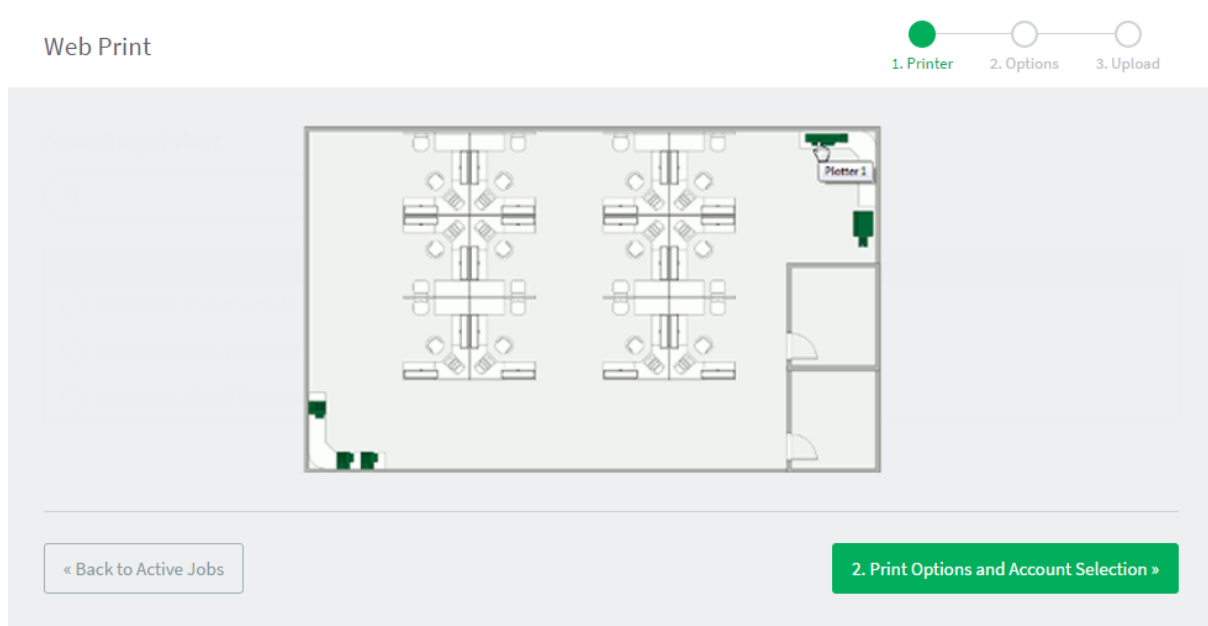 Web Print
1. Printer
2. Options
3. Upload
Plotter 1
« Back to Active Jobs
2. Print Options and Account Selection »